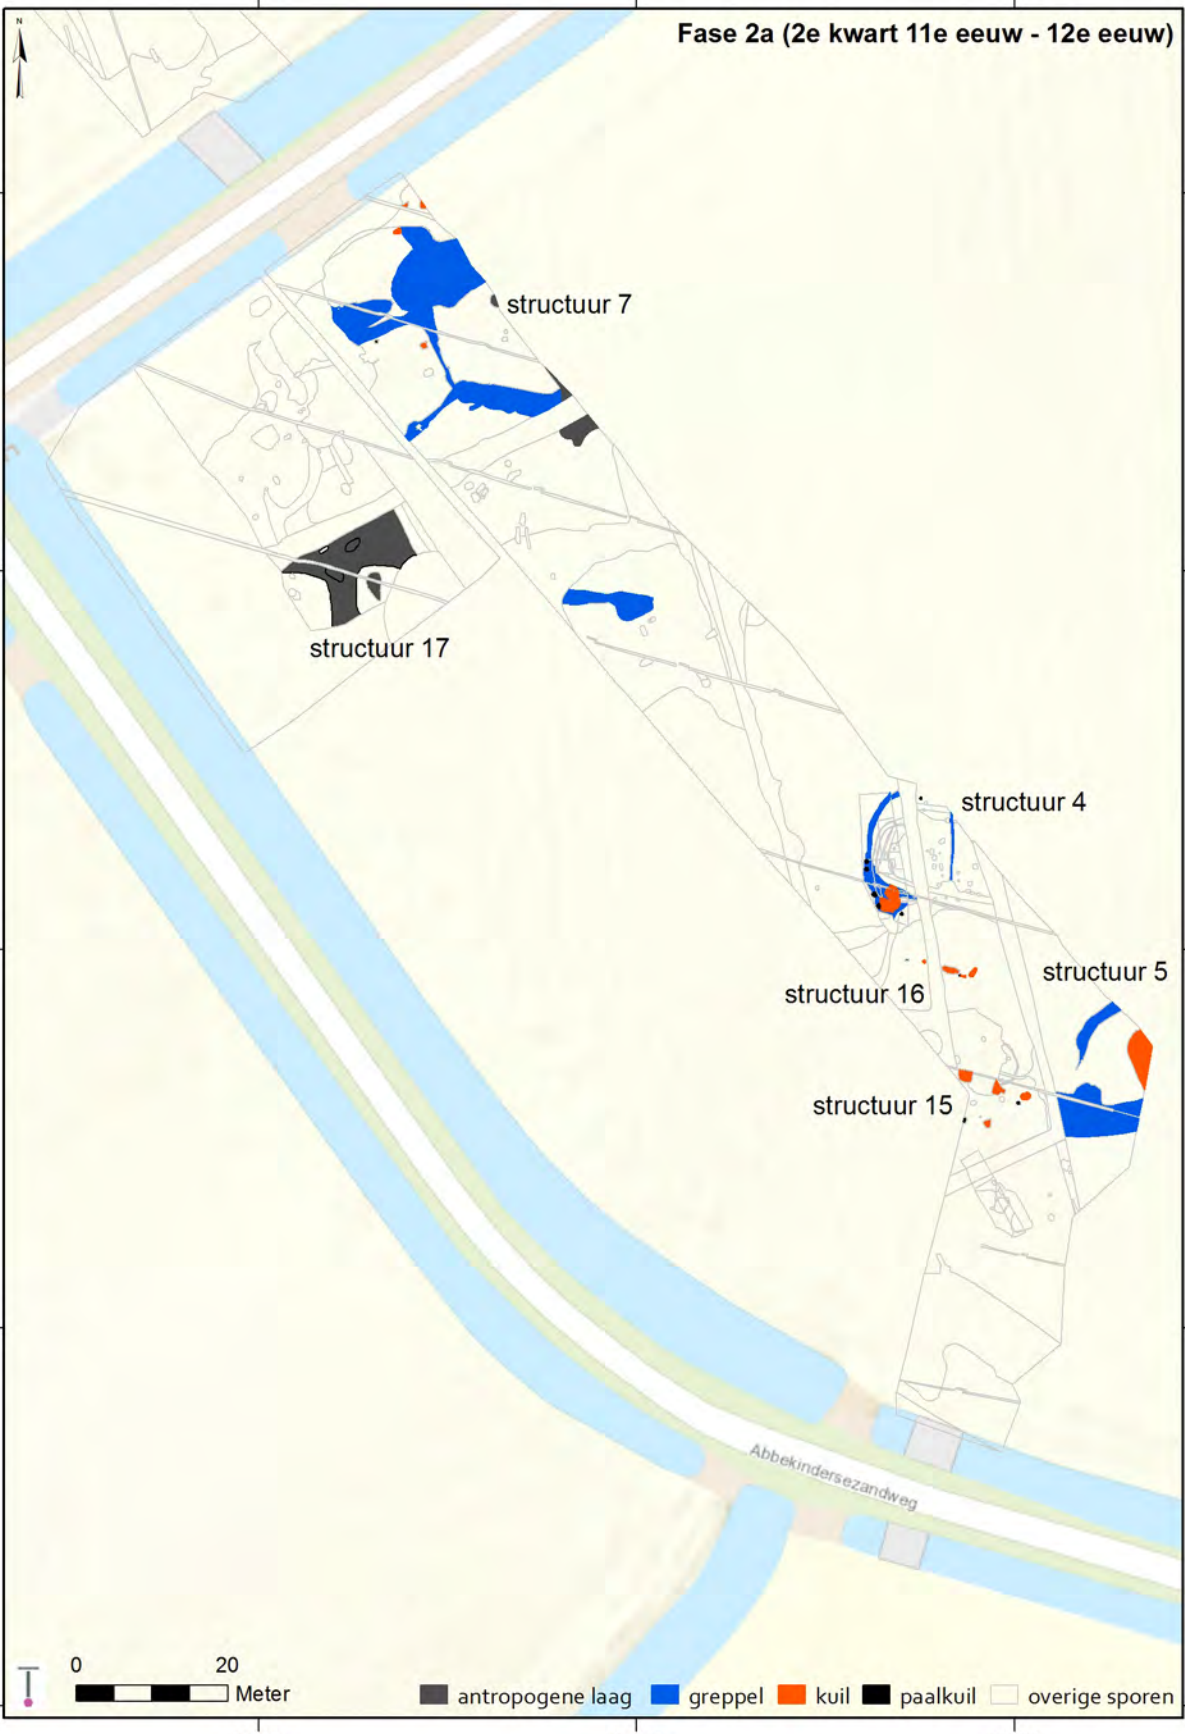 Fase 2a (2e kwart 11e eeuw - 12e eeuw)
N
structuur 7
structuur 17
structuur 4
structuur 5
structuur 16
structuur 15
Abbekindersezandweg
0 20
Meter
antropogene laag greppel kuil paalkuil overige sporen